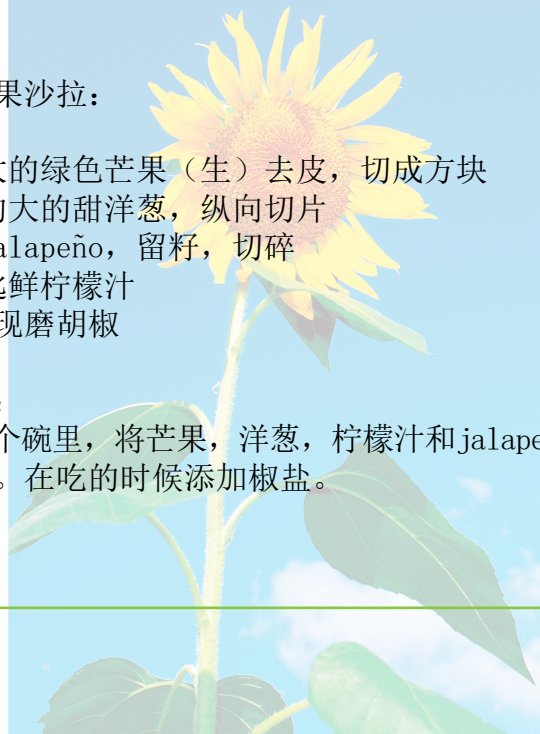 果沙拉：
大的绿色芒果（生）去皮，切成方块
的大的甜洋葱，纵向切片
alapeño，留籽，切碎
匙鲜柠檬汁
现磨胡椒
：
个碗里，将芒果，洋葱，柠檬汁和jalape
。在吃的时候添加椒盐。